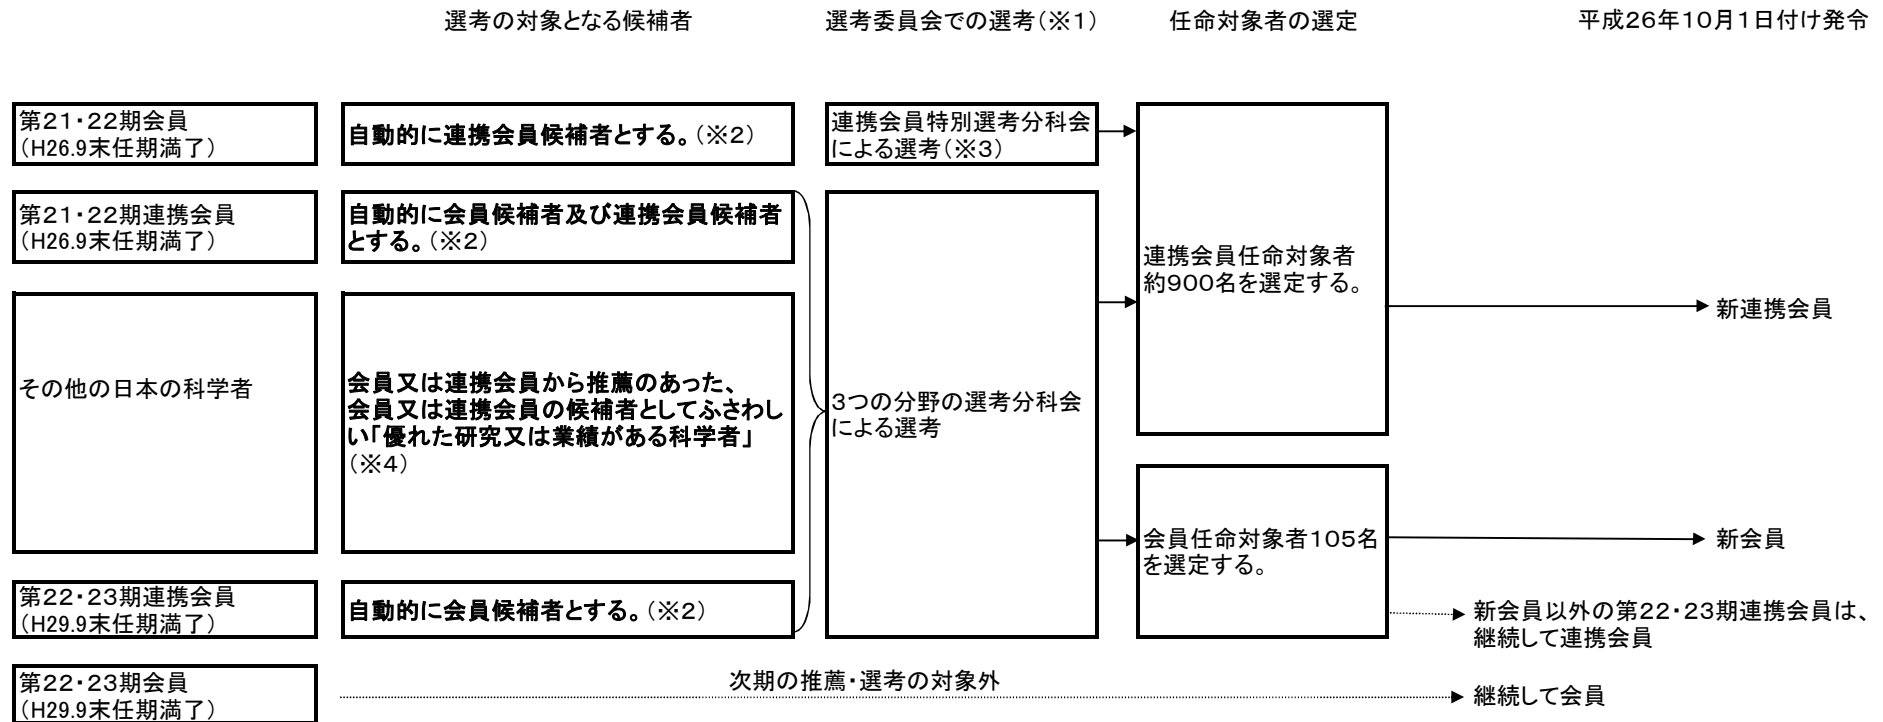 選考の対象となる候補者
選考委員会での選考(※1)
任命対象者の選定
平成26年10月1日付け発令
第21・22期会員
(H26.9末任期満了)
自動的に連携会員候補者とする。(※2)
連携会員特別選考分科会
による選考(※3)
第21・22期連携会員
(H26.9末任期満了)
自動的に会員候補者及び連携会員候補者
とする。(※2)
連携会員任命対象者
約900名を選定する。
新連携会員
その他の日本の科学者
会員又は連携会員から推薦のあった、
会員又は連携会員の候補者としてふさわし
い「優れた研究又は業績がある科学者」
(※4)
3つの分野の選考分科会
による選考
会員任命対象者105名
を選定する。
新会員
第22・23期連携会員
(H29.9末任期満了)
自動的に会員候補者とする。(※2)
新会員以外の第22・23期連携会員は、
継続して連携会員
第22・23期会員
(H29.9末任期満了)
次期の推薦・選考の対象外
継続して会員